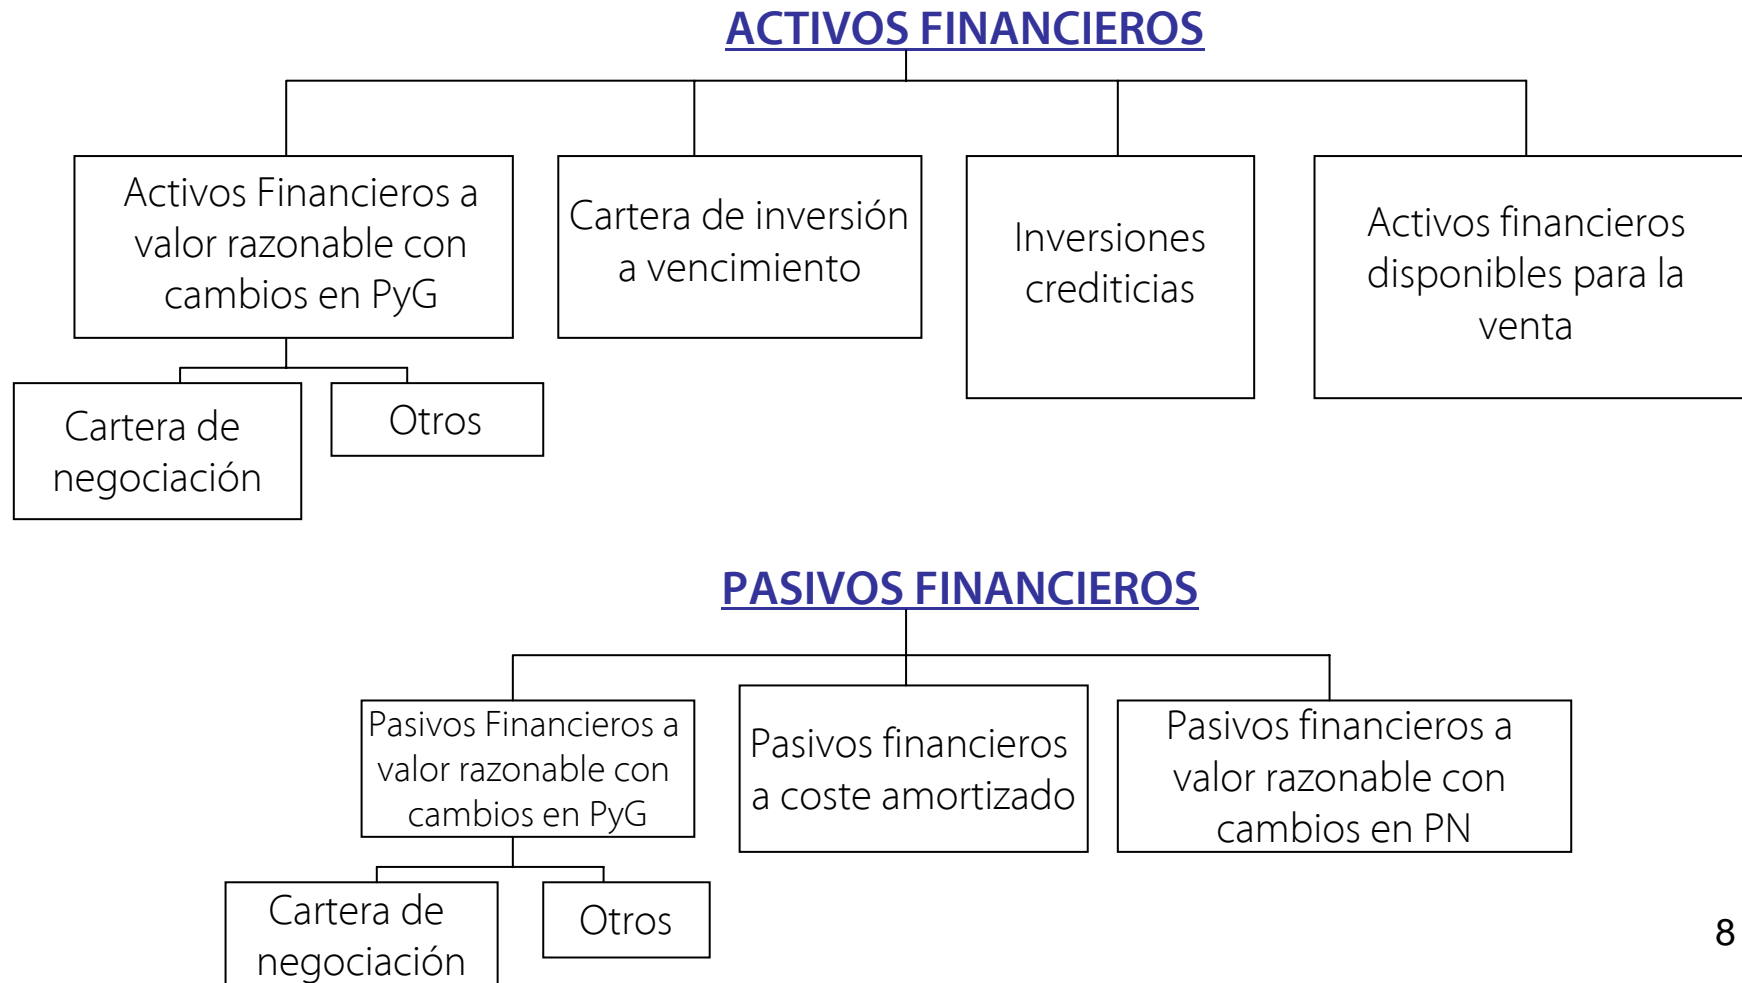 ACTIVOS FINANCIEROS
Activos Financieros a
valor razonable con
cambios en PyG
Cartera de inversión
a vencimiento
Inversiones
crediticias
Activos financieros
disponibles para la
venta
Cartera de
negociación
Otros
PASIVOS FINANCIEROS
Pasivos Financieros a
valor razonable con
cambios en PyG
Pasivos financieros
a coste amortizado
Pasivos financieros a
valor razonable con
cambios en PN
Cartera de
negociación
Otros
8